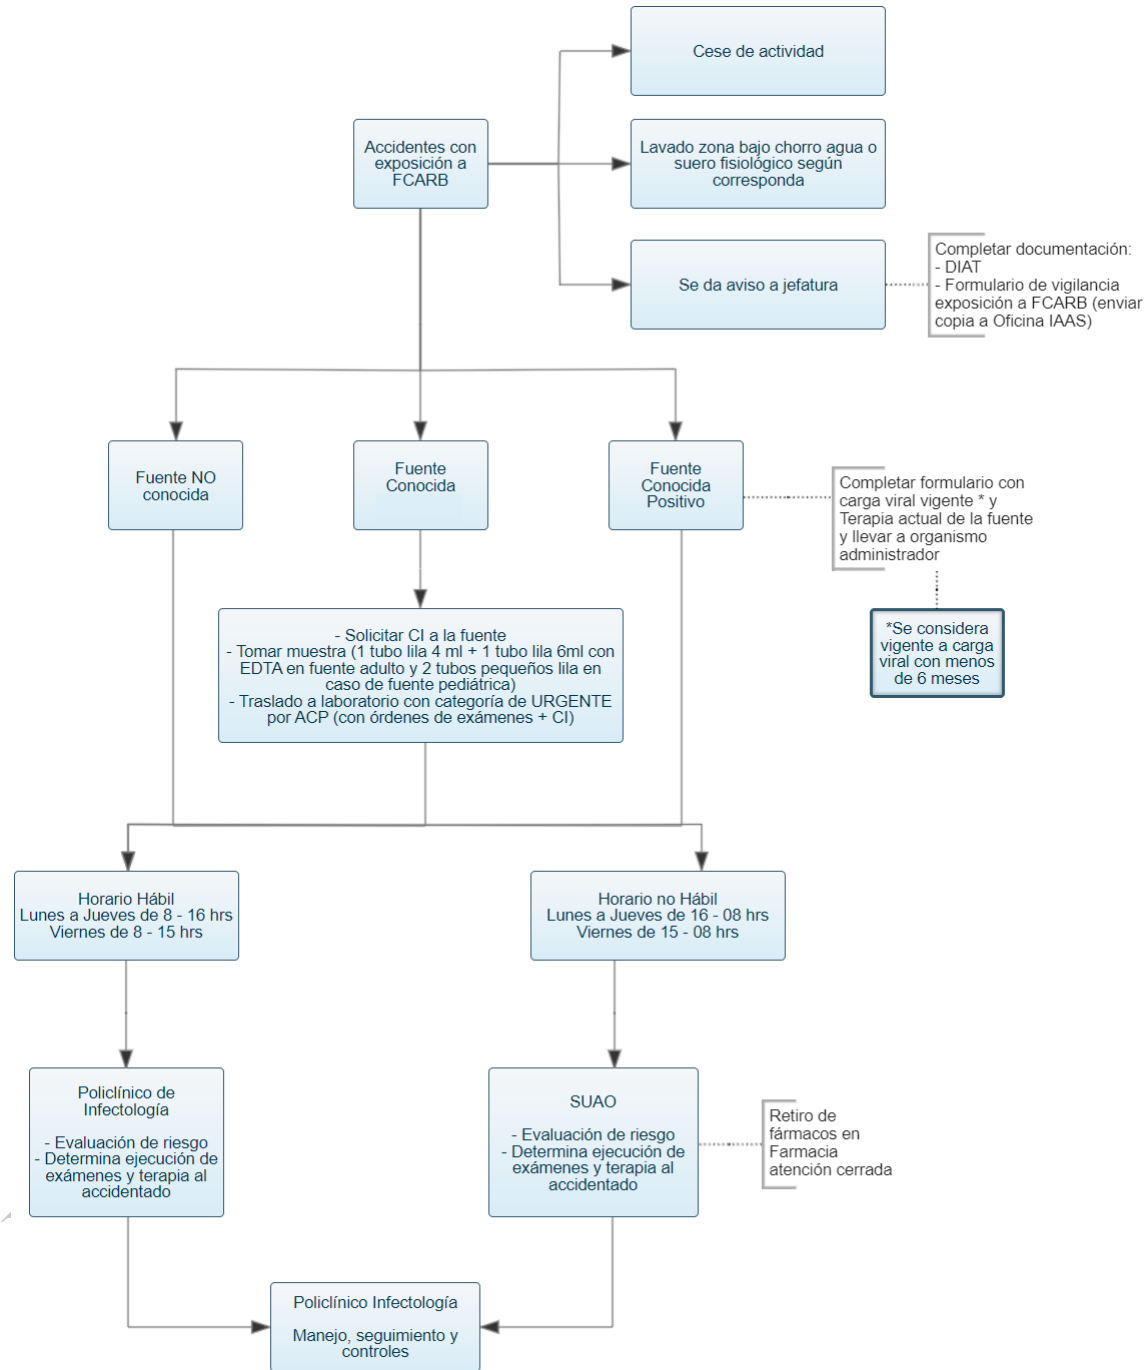 Cese de actividad
Accidentes con
exposición a
FCARB
Lavado zona bajo chorro agua o
suero fisiológico según
corresponda
Se da aviso a jefatura
Completar documentación:
- DIAT
- Formulario de vigilancia
exposición a FCARB (enviar
copia a Oficina IAAS)
Fuente NO
conocida
Fuente
Conocida
Fuente
Conocida
Positivo
Completar formulario con
carga viral vigente * y
Terapia actual de la fuente
y llevar a organismo
administrador
*Se considera
vigente a carga
viral con menos
de 6 meses
- Solicitar CI a la fuente
- Tomar muestra (1 tubo lila 4 ml + 1 tubo lila 6ml con
EDTA en fuente adulto y 2 tubos pequeños lila en
caso de fuente pediátrica)
- Traslado a laboratorio con categoría de URGENTE
por ACP (con órdenes de exámenes + CI)
Horario Hábil
Lunes a Jueves de 8 - 16 hrs
Viernes de 8 - 15 hrs
Horario no Hábil
Lunes a Jueves de 16 - 08 hrs
Viernes de 15 - 08 hrs
Policlínico de
Infectología
- Evaluación de riesgo
- Determina ejecución de
exámenes y terapia al
accidentado
SUAO
- Evaluación de riesgo
- Determina ejecución de
exámenes y terapia al
accidentado
Retiro de
fármacos en
Farmacia
atención cerrada
Policlínico Infectología
Manejo, seguimiento y
controles